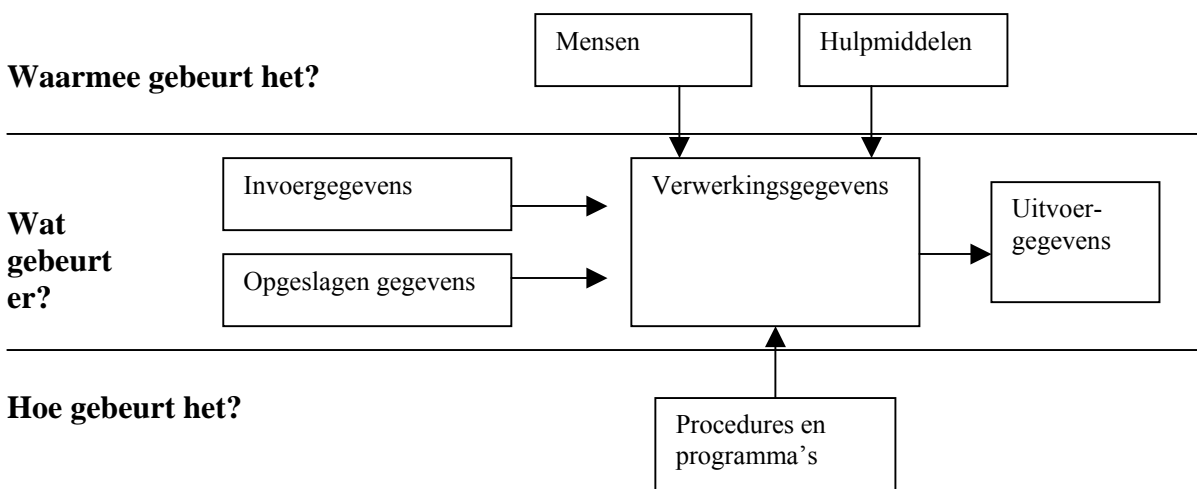 Mensen
Hulpmiddelen
Waarmee gebeurt het?
Invoergegevens
Verwerkingsgegevens
Uitvoer-
gegevens
Wat
gebeurt
er?
Opgeslagen gegevens
Hoe gebeurt het?
Procedures en
programma’s